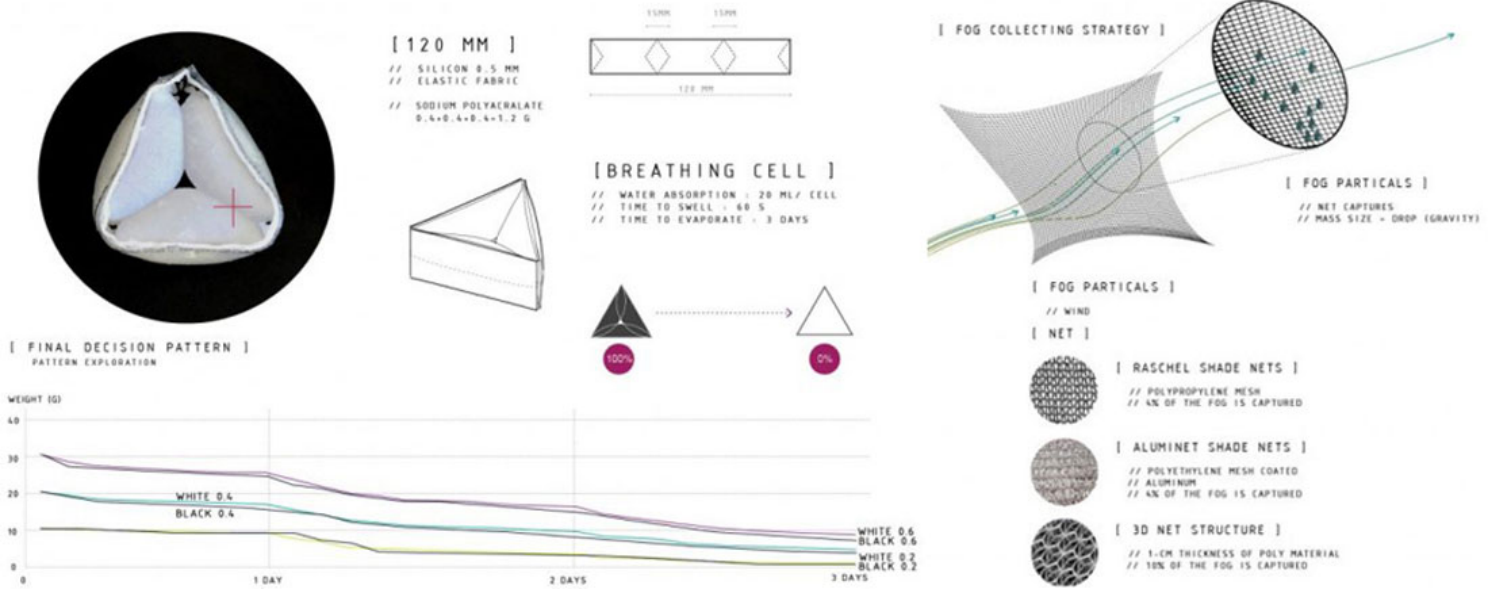 [ 120 MM ]
// SILICON 0.5 MM
// ELASTIC FABRIC
// SODIUM POLYACRALATE
0.4+0.4+0.4=1.2 G
15MM
15MM
120 MM
[BREATHING CELL ]
// WATER ABSORPTION : 20 ML/ CELL
// TIME TO SWELL : 60 S
// TIME TO EVAPORATE : 3 DAYS
100%
0%
[ FINAL DECISION PATTERN ]
PATTERN EXPLORATION
WEIGHT (G)
40
30
20
10
0
WHITE 0.4
BLACK 0.4
WHITE 0.6
BLACK 0.6
WHITE 0.2
BLACK 0.2
0
1 DAY
2 DAYS
3 DAYS
[ FOG COLLECTING STRATEGY ]
[ FOG PARTICALS ]
// NET CAPTURES
// MASS SIZE = DROP (GRAVITY)
[ FOG PARTICALS ]
// WIND
[ NET ]
[ RASCHEL SHADE NETS ]
// POLYPROPYLENE MESH
// 4% OF THE FOG IS CAPTURED
[ ALUMINET SHADE NETS ]
// POLYETHYLENE MESH COATED
// ALUMINUM
// 4% OF THE FOG IS CAPTURED
[ 3D NET STRUCTURE ]
// 1-CM THICKNESS OF POLY MATERIAL
// 10% OF THE FOG IS CAPTURED